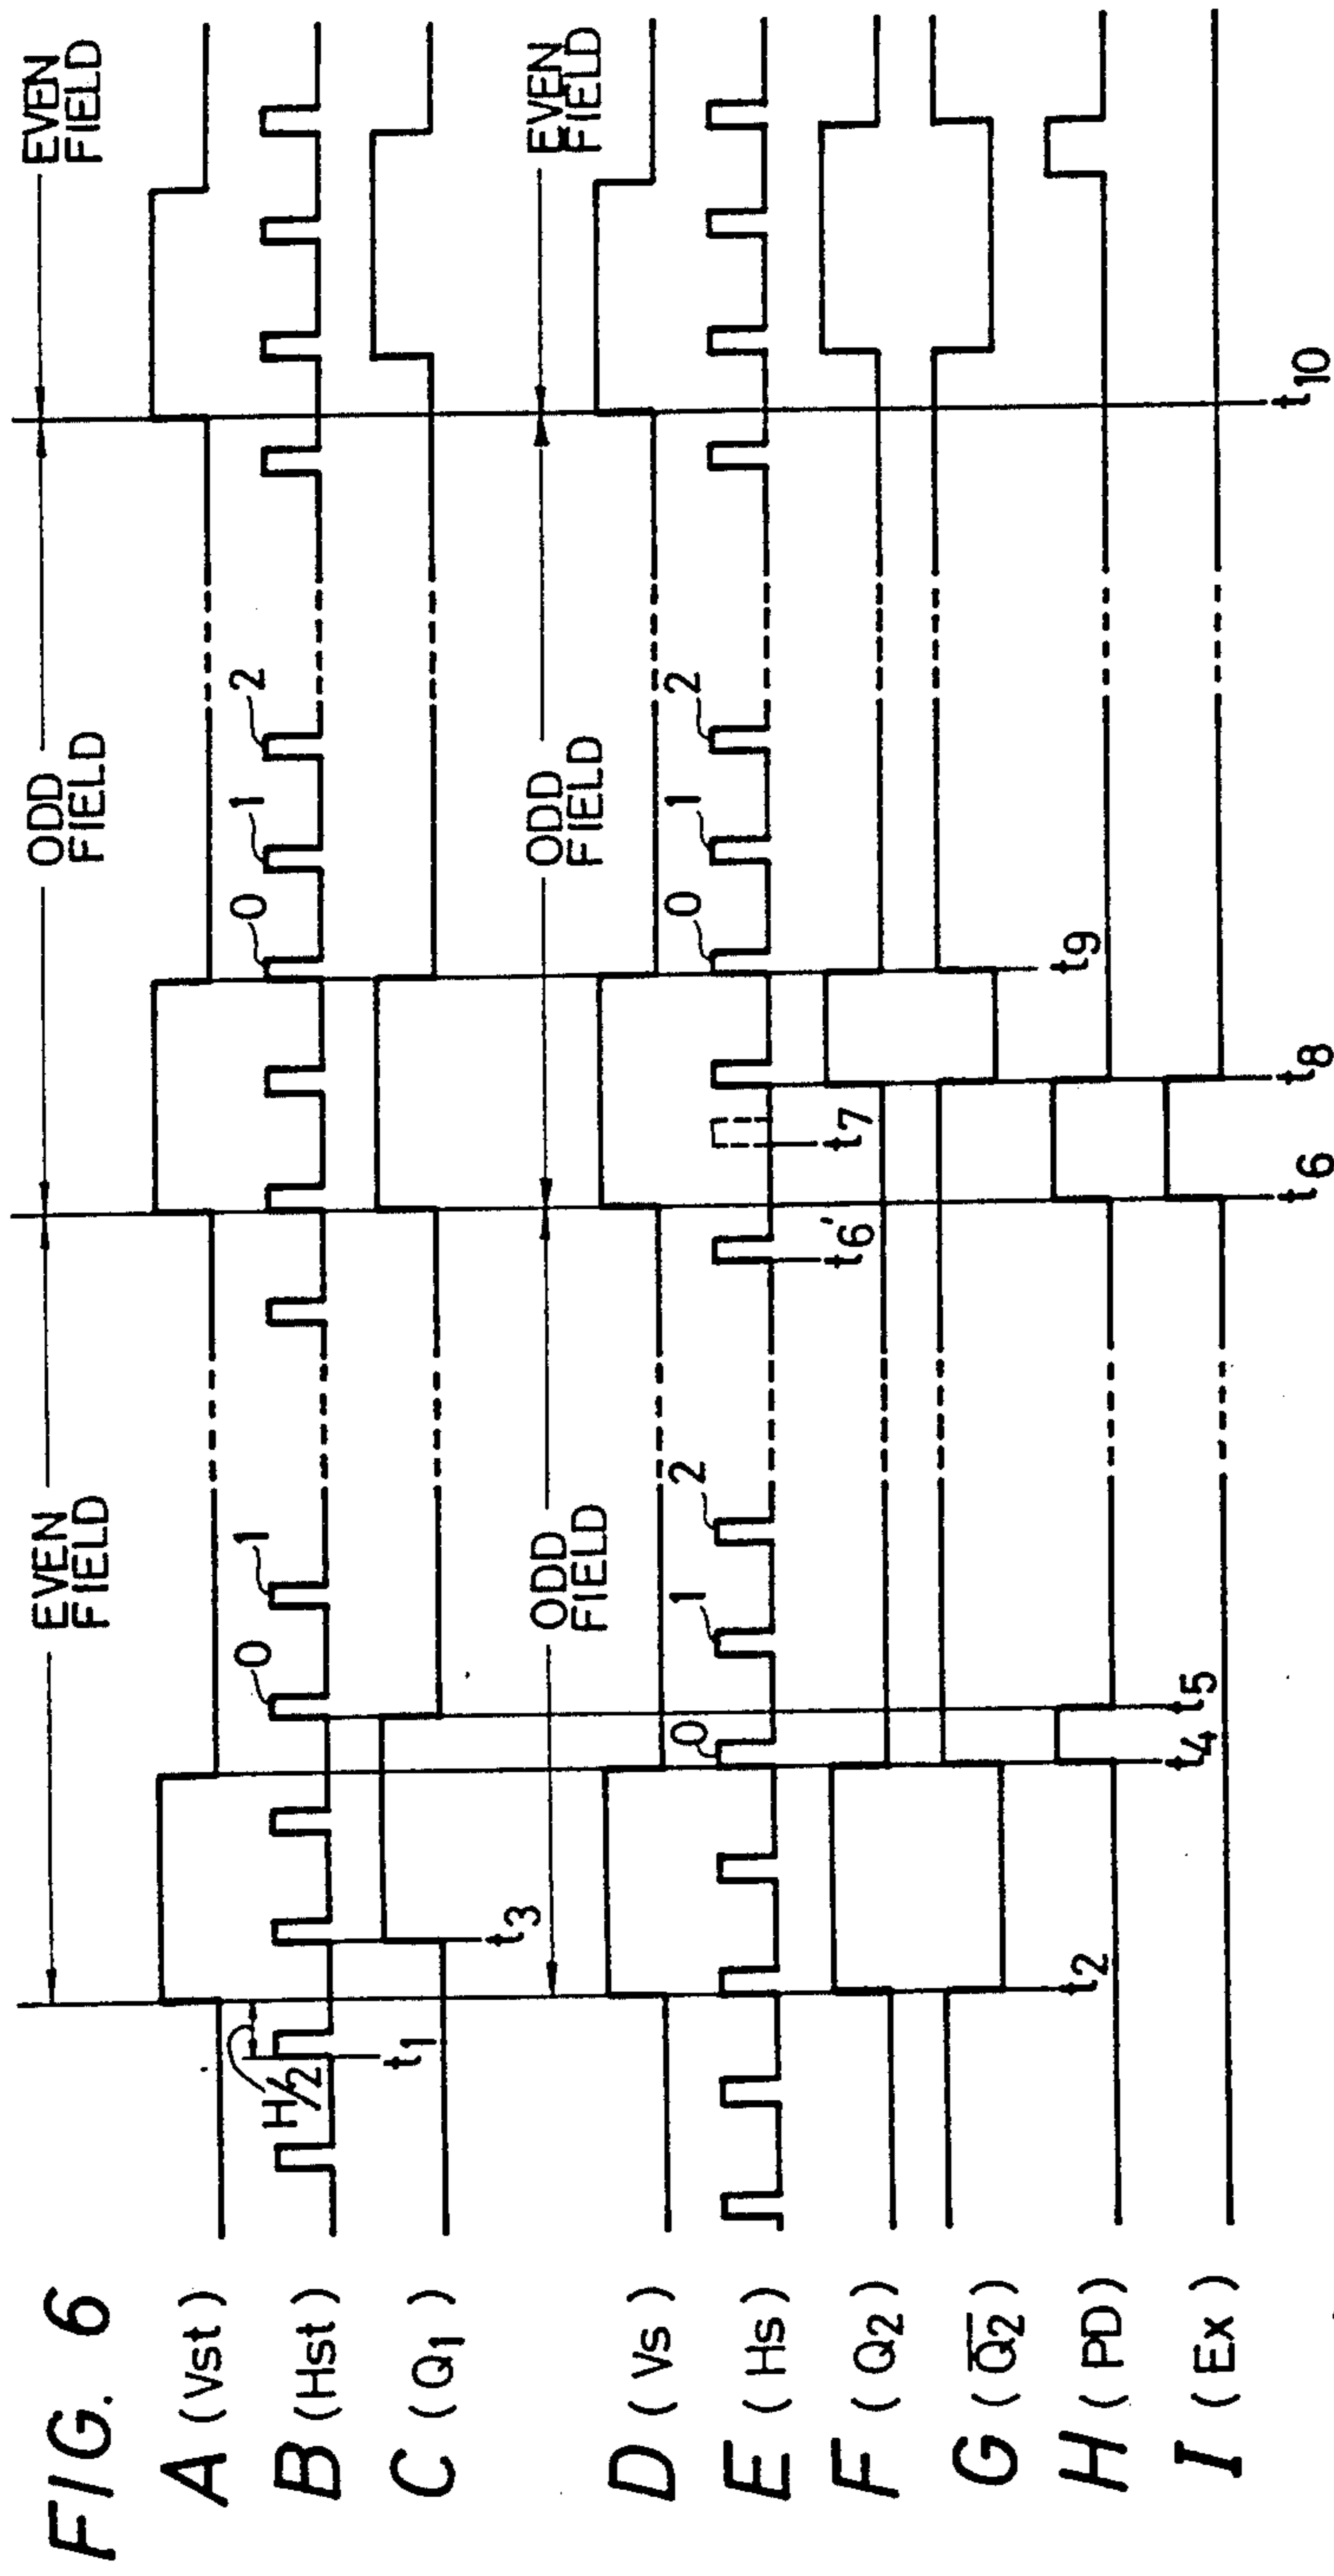 FIG. 6
EVEN FIELD
ODD FIELD
EVEN FIELD
A (Vst)
H/2
B (Hst)
0
1
0
1
2
t1
C (Q1)
t3
ODD FIELD
ODD FIELD
EVEN FIELD
D (Vs)
E (Hs)
0
1
2
0
1
2
t6'
t7
F (Q2)
G (Q̅2)
t2
t9
H (PD)
t4
t5
I (Ex)
t6
t8
t10